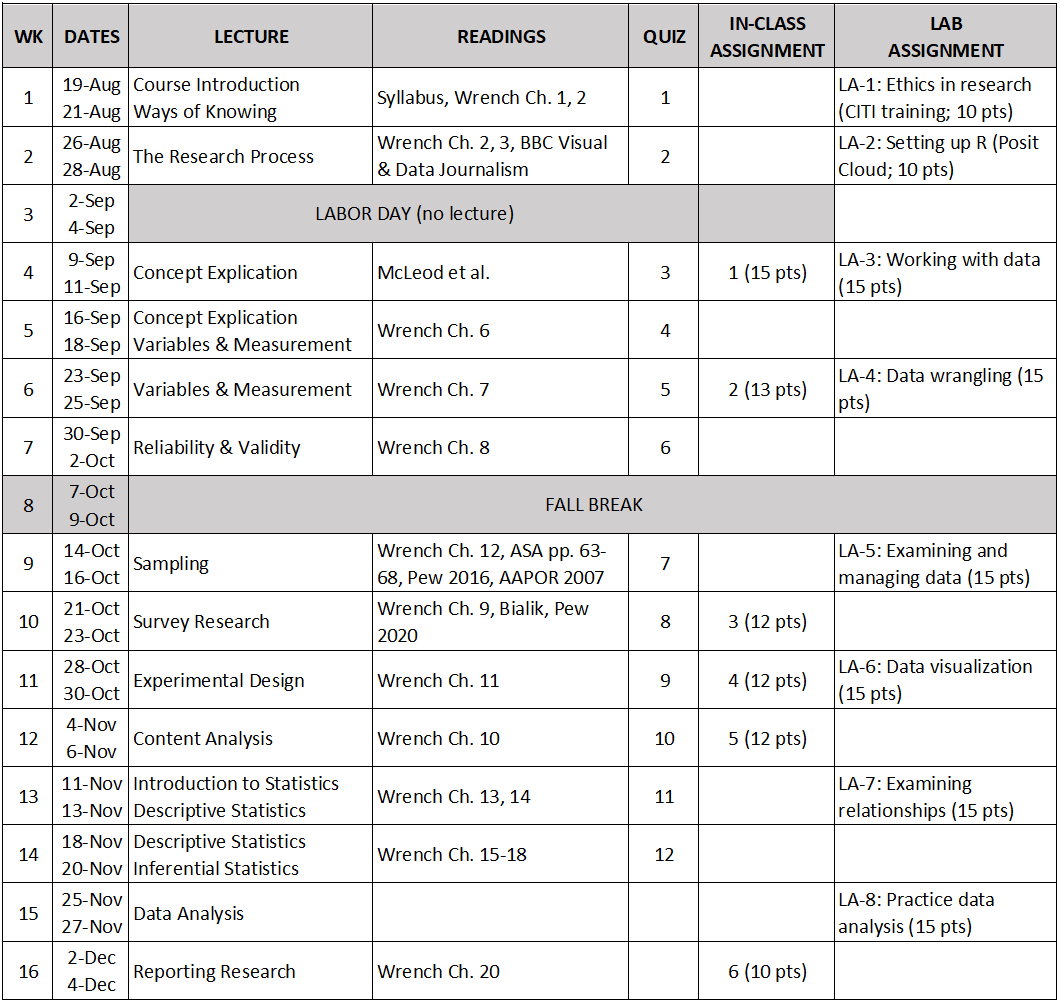 WK DATES LECTURE READINGS QUIZ IN-CLASS ASSIGNMENT LAB ASSIGNMENT
1
19-Aug
21-Aug
Course Introduction
Ways of Knowing
Syllabus, Wrench Ch. 1, 2
1
LA-1: Ethics in research
(CITI training; 10 pts)
2
26-Aug
28-Aug
The Research Process
Wrench Ch. 2, 3, BBC Visual
& Data Journalism
2
LA-2: Setting up R (Posit
Cloud; 10 pts)
3
2-Sep
4-Sep
LABOR DAY (no lecture)
4
9-Sep
11-Sep
Concept Explication
McLeod et al.
3
1 (15 pts)
LA-3: Working with data
(15 pts)
5
16-Sep
18-Sep
Concept Explication
Variables & Measurement
Wrench Ch. 6
4
6
23-Sep
25-Sep
Variables & Measurement
Wrench Ch. 7
5
2 (13 pts)
LA-4: Data wrangling (15
pts)
7
30-Sep
2-Oct
Reliability & Validity
Wrench Ch. 8
6
8
7-Oct
9-Oct
FALL BREAK
9
14-Oct
16-Oct
Sampling
Wrench Ch. 12, ASA pp. 63-
68, Pew 2016, AAPOR 2007
7
LA-5: Examining and
managing data (15 pts)
10
21-Oct
23-Oct
Survey Research
Wrench Ch. 9, Bialik, Pew
2020
8
3 (12 pts)
11
28-Oct
30-Oct
Experimental Design
Wrench Ch. 11
9
4 (12 pts)
LA-6: Data visualization
(15 pts)
12
4-Nov
6-Nov
Content Analysis
Wrench Ch. 10
10
5 (12 pts)
13
11-Nov
13-Nov
Introduction to Statistics
Descriptive Statistics
Wrench Ch. 13, 14
11
LA-7: Examining
relationships (15 pts)
14
18-Nov
20-Nov
Descriptive Statistics
Inferential Statistics
Wrench Ch. 15-18
12
15
25-Nov
27-Nov
Data Analysis
LA-8: Practice data
analysis (15 pts)
16
2-Dec
4-Dec
Reporting Research
Wrench Ch. 20
6 (10 pts)